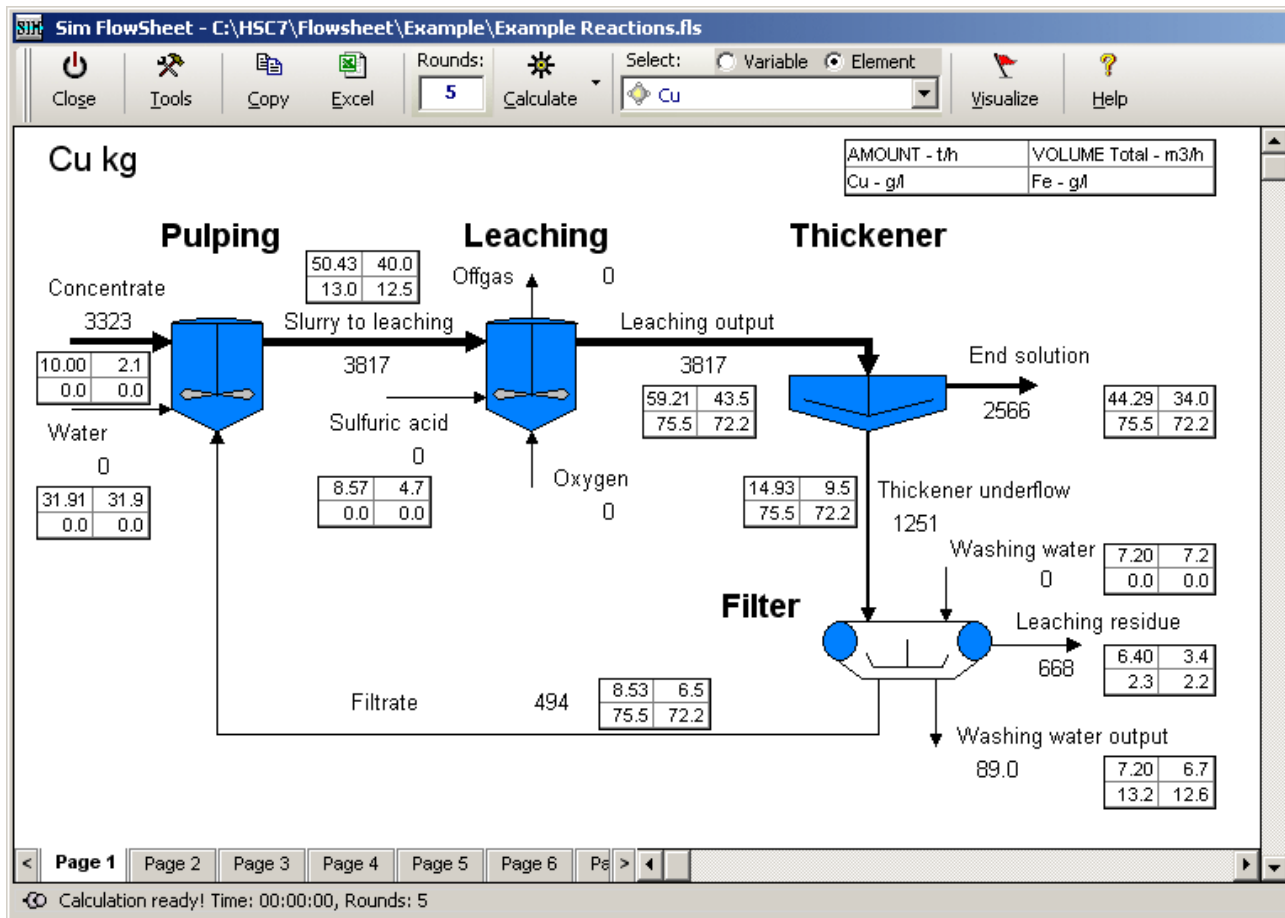 Sim FlowSheet - C:\HSC7\Flowsheet\Example\Example Reactions.fls
Close
Tools
Copy
Excel
Rounds:
5
Calculate
Select:
Variable
Element
Cu
Visualize
Help
Cu kg
AMOUNT - t/h VOLUME Total - m3/h
Cu - g/l Fe - g/l
Pulping
Leaching
Thickener
50.43 40.0
13.0 12.5
Offgas
0
Concentrate
3323
Slurry to leaching
3817
Leaching output
3817
End solution
2566
10.00 2.1
0.0 0.0
59.21 43.5
75.5 72.2
44.29 34.0
75.5 72.2
Water
0
31.91 31.9
0.0 0.0
Sulfuric acid
0
8.57 4.7
0.0 0.0
Oxygen
0
14.93 9.5
75.5 72.2
Thickener underflow
1251
Washing water
0
7.20 7.2
0.0 0.0
Filter
Leaching residue
668
6.40 3.4
2.3 2.2
Filtrate
494
8.53 6.5
75.5 72.2
Washing water output
89.0
7.20 6.7
13.2 12.6
< Page 1 Page 2 Page 3 Page 4 Page 5 Page 6 Pa >
Calculation ready! Time: 00:00:00, Rounds: 5